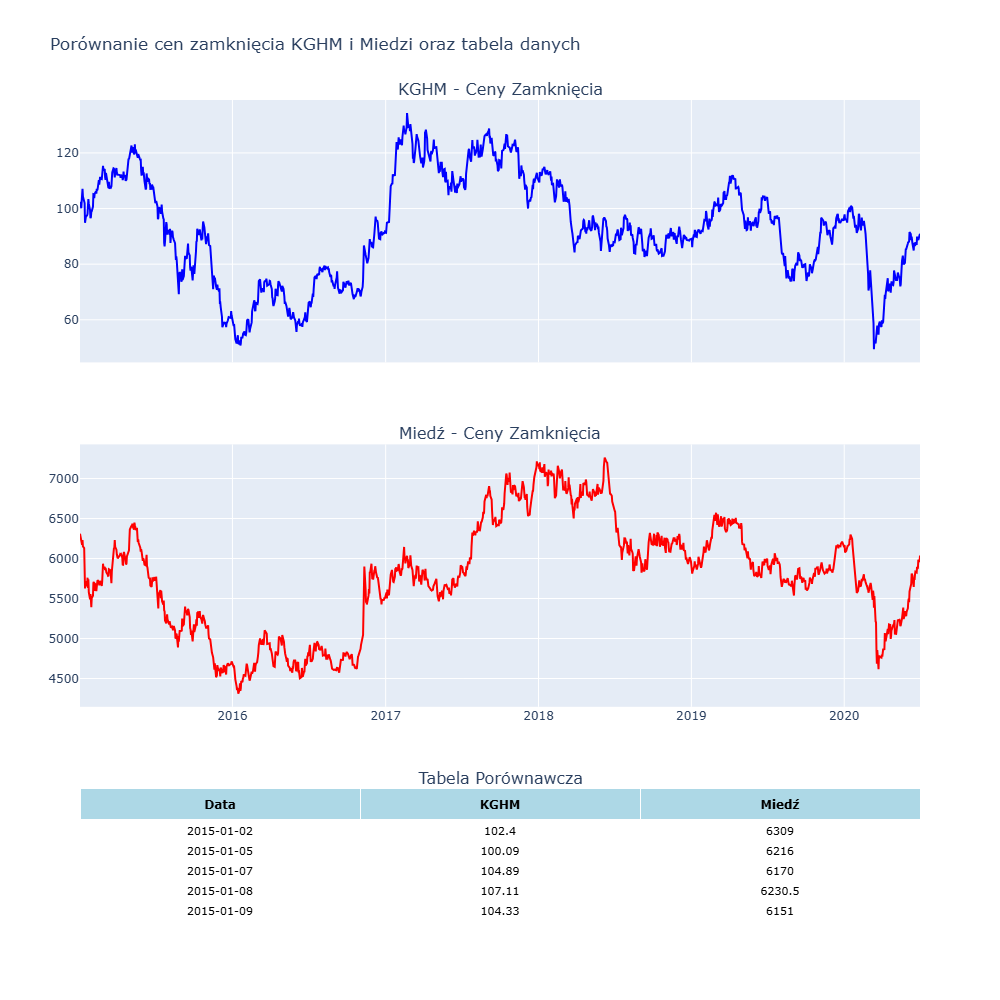 Porównanie cen zamknięcia KGHM i Miedzi oraz tabela danych
KGHM - Ceny Zamknięcia
120
100
80
60
Miedź - Ceny Zamknięcia
7000
6500
6000
5500
5000
4500
2016 2017 2018 2019 2020
Tabela Porównawcza
Data KGHM Miedź
2015-01-02 102.4 6309
2015-01-05 100.09 6216
2015-01-07 104.89 6170
2015-01-08 107.11 6230.5
2015-01-09 104.33 6151